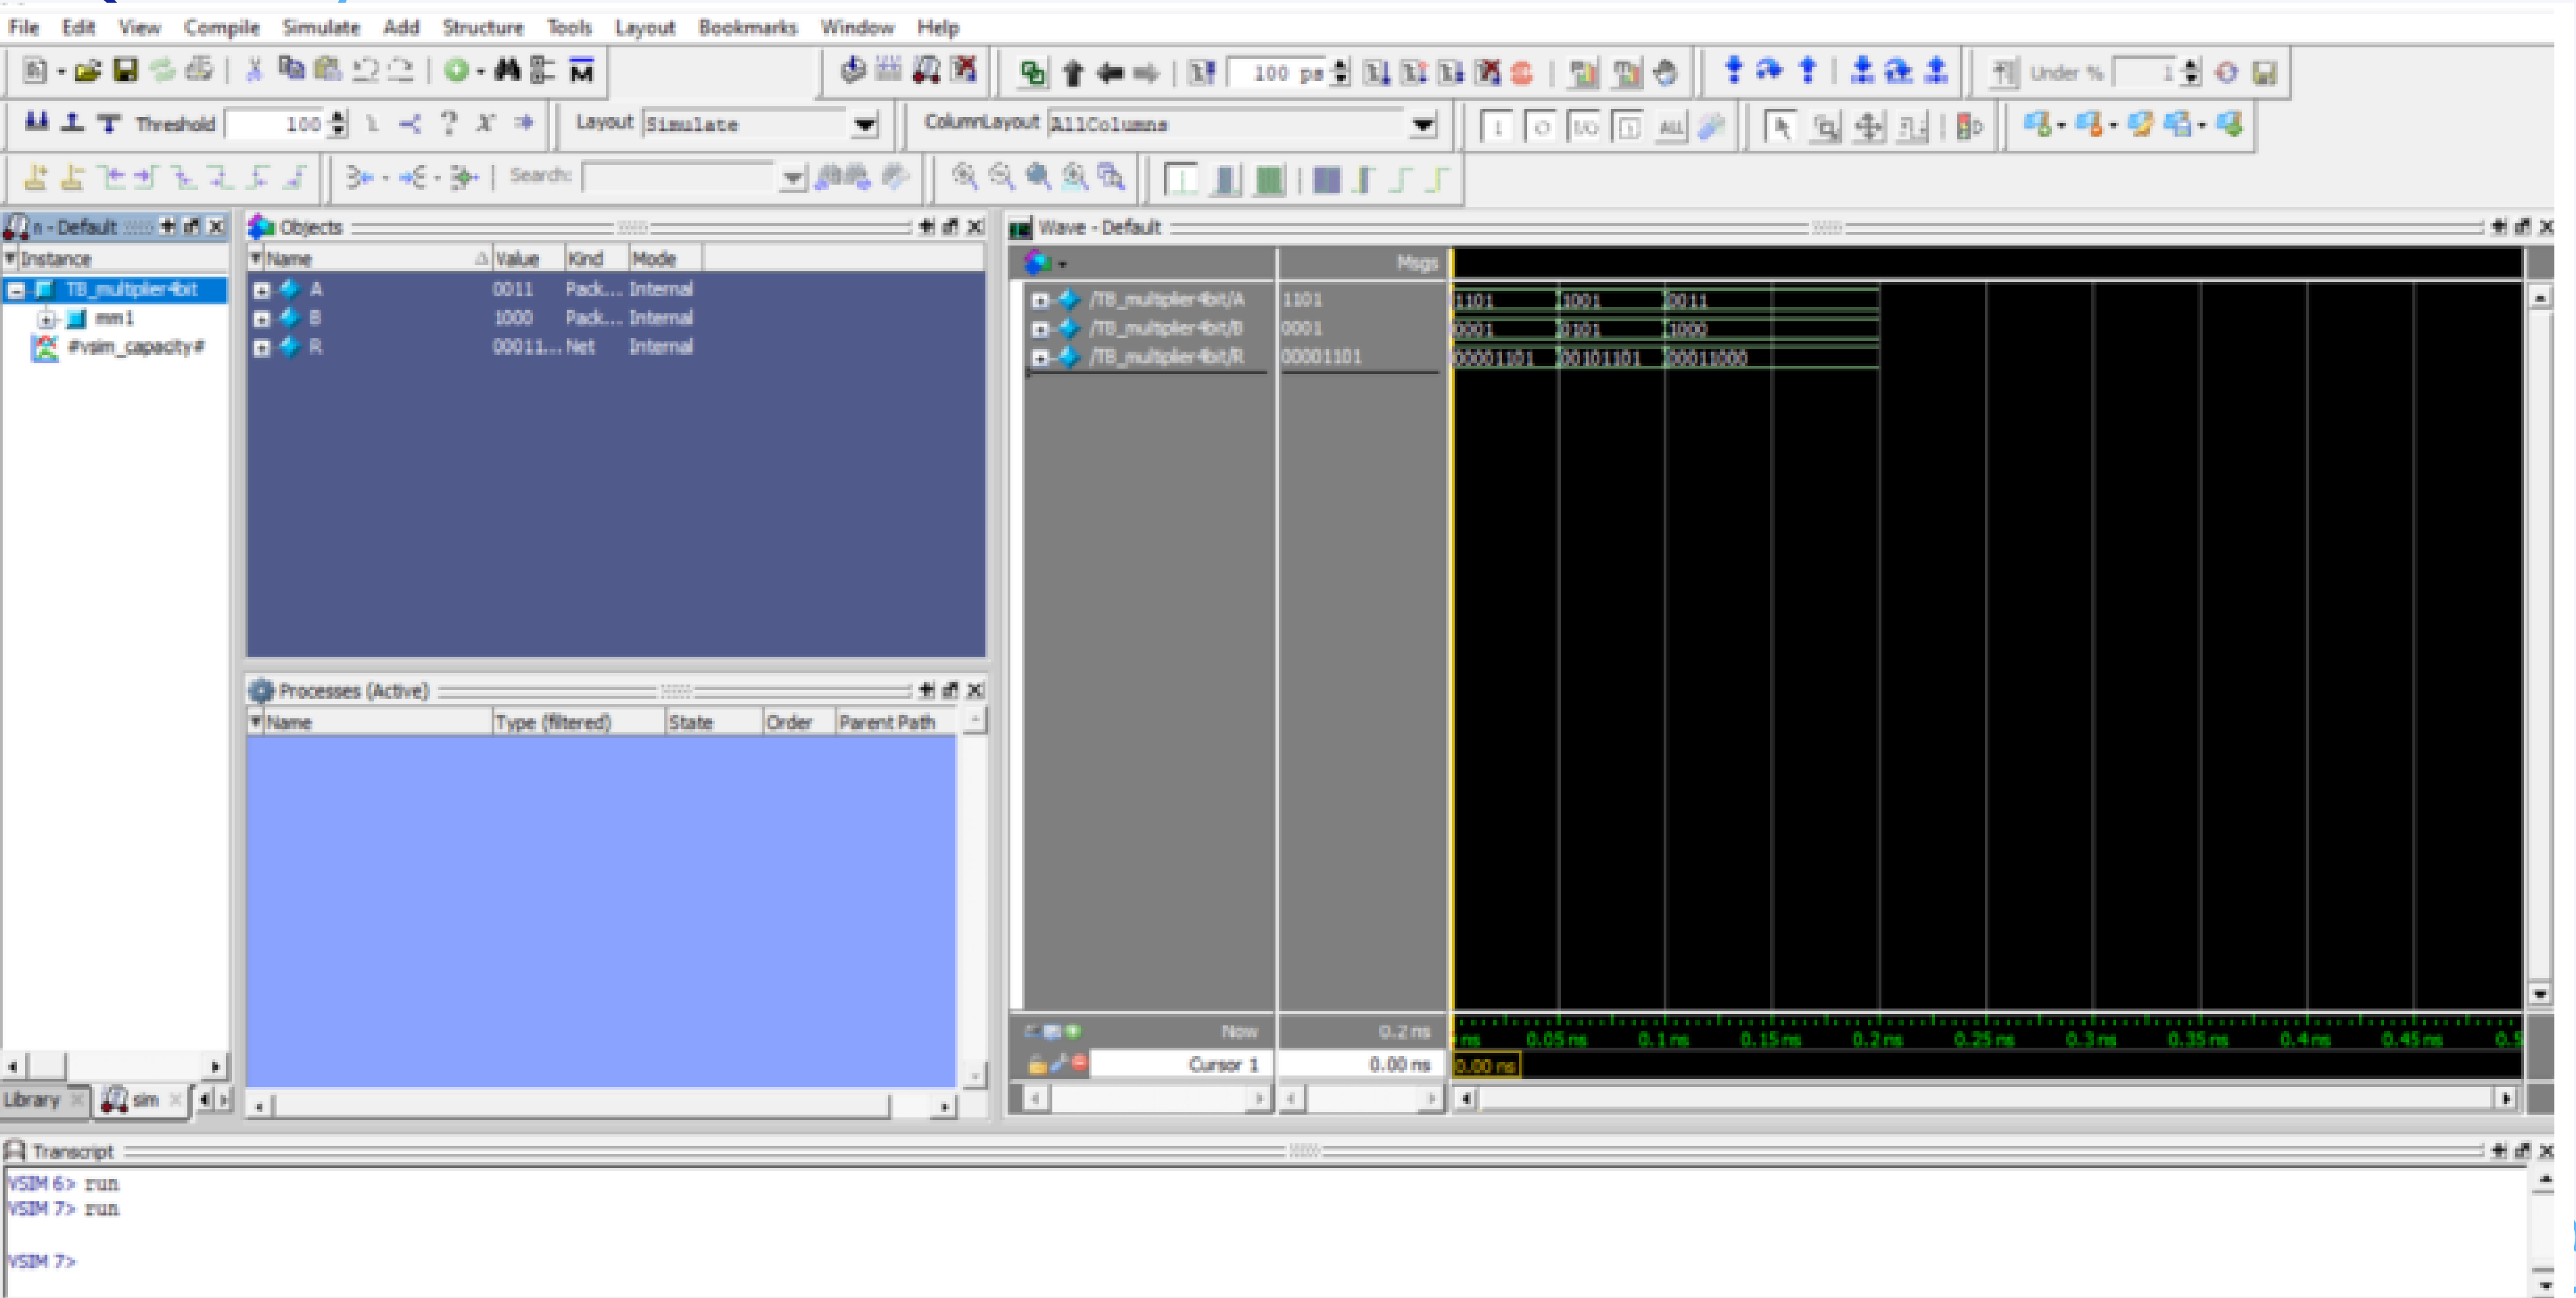 File Edit View Compile Simulate Add Structure Tools Layout Bookmarks Window Help
M 100 ps Under % 1
Threshold 100 ? X Layout Simulate ColumnLayout AllColumns I O I/O ALL
Search:
n - Default
Instance
TB_multiplier4bit
mm1
#vsim_capacity#
Library sim
Objects
Name Value Kind Mode
A 0011 Pack... Internal
B 1000 Pack... Internal
R 00011... Net Internal
Processes (Active)
Name Type (filtered) State Order Parent Path
Wave - Default
Msgs
/TB_multiplier4bit/A 1101 1101 1001 0011
/TB_multiplier4bit/B 0001 0001 0101 1000
/TB_multiplier4bit/R 00001101 00001101 00101101 00011000
Now 0.2 ns ns 0.05 ns 0.1 ns 0.15 ns 0.2 ns 0.25 ns 0.3 ns 0.35 ns 0.4 ns 0.45 ns 0.5
Cursor 1 0.00 ns 0.00 ns
Transcript
VSIM 6> run
VSIM 7> run
VSIM 7>